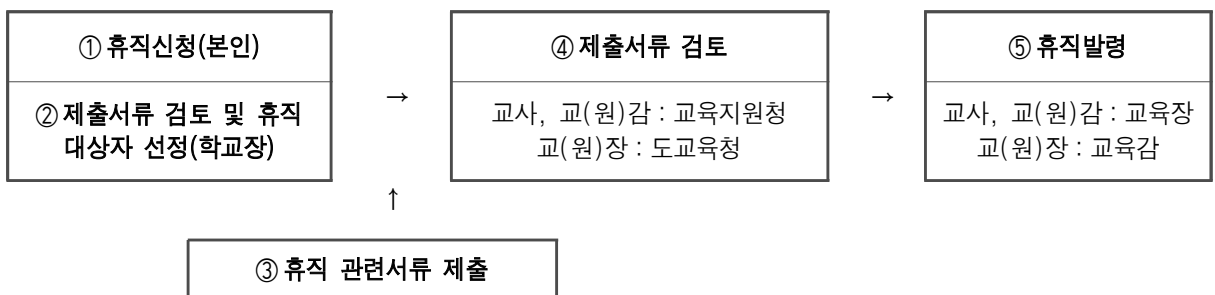 ① 휴직신청(본인)
② 제출서류 검토 및 휴직
대상자 선정(학교장)
→
④ 제출서류 검토
교사, 교(원)감 : 교육지원청
교(원)장 : 도교육청
→
⑤ 휴직발령
교사, 교(원)감 : 교육장
교(원)장 : 교육감
↑
③ 휴직 관련서류 제출